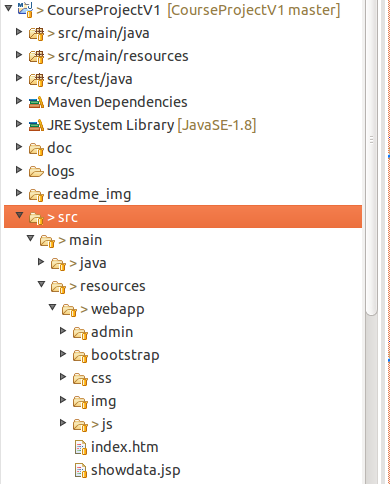 > CourseProjectV1 [CourseProjectV1 master]
> src/main/java
> src/main/resources
src/test/java
Maven Dependencies
JRE System Library [JavaSE-1.8]
doc
logs
readme_img
> src
> main
> java
> resources
> webapp
admin
bootstrap
css
img
> js
index.htm
showdata.jsp